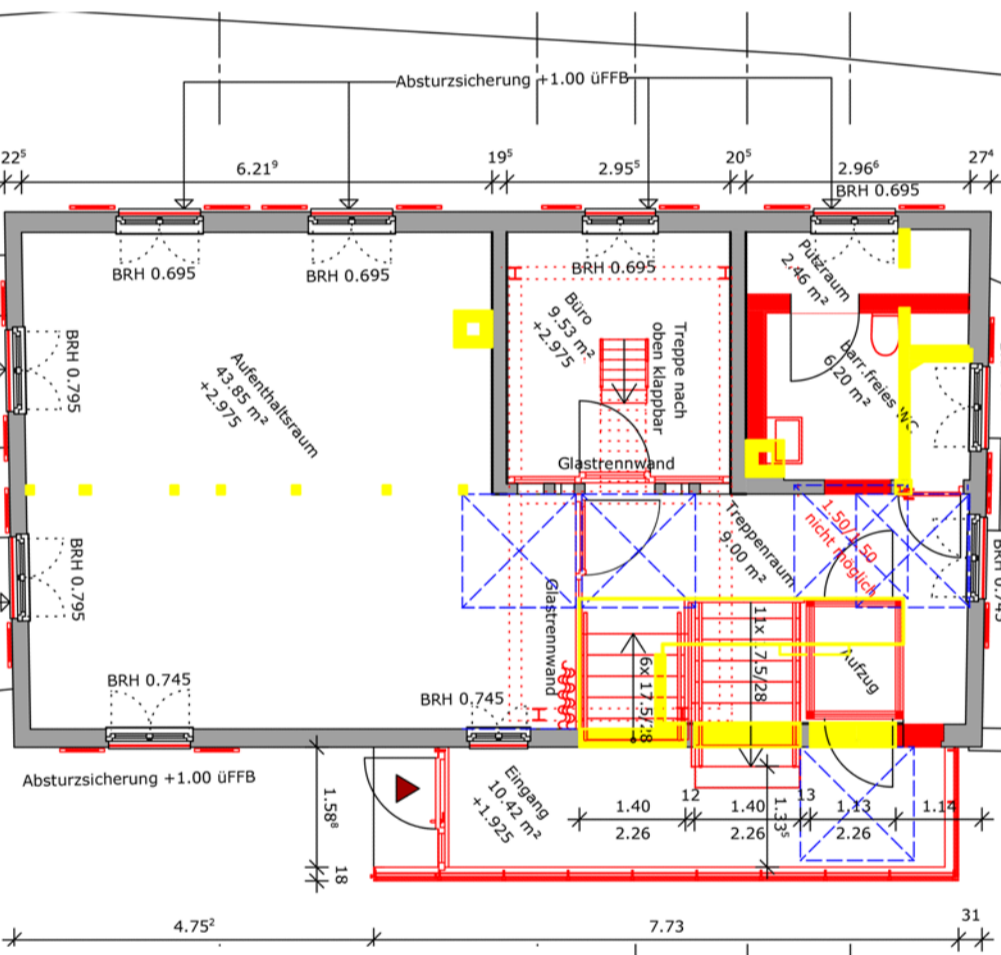 Absturzsicherung +1.00 üFFB
22⁵
6.21⁹
19⁵
2.95⁵
20⁵
2.96⁶
27⁴
BRH 0.695
BRH 0.695
BRH 0.695
BRH 0.695
Putzraum
2.46 m²
Büro
9.53 m²
+2.975
Treppe nach
oben klappbar
barr.freies WC
6.20 m²
BRH 0.795
Aufenthaltsraum
43.85 m²
+2.975
Glastrennwand
Treppenraum
9.00 m²
1.50/1.50
nicht möglich
BRH 0.795
Glastrennwand
BRH 0.745
11x 17.5/28
6x 17.5/28
Aufzug
BRH 0.745
BRH 0.745
Absturzsicherung +1.00 üFFB
Eingang
10.42 m²
+1.925
1.58⁸
18
1.40
2.26
12
1.40
2.26
1.33⁵
13
1.13
2.26
1.14
4.75²
7.73
31